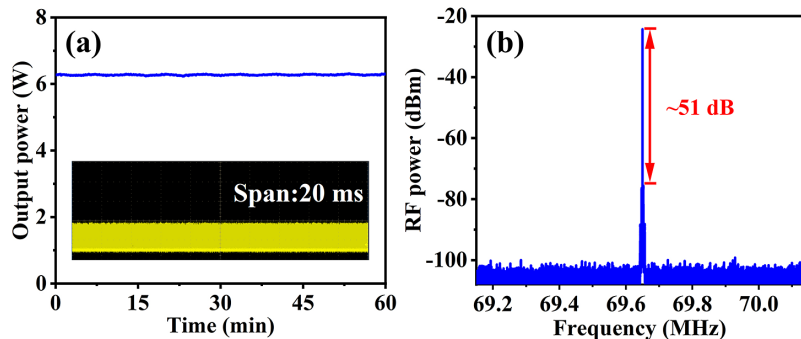 (a)
Output power (W)
8
6
4
2
0
Span:20 ms
0 15 30 45 60
Time (min)
(b)
RF power (dBm)
-20
-40
-60
-80
-100
~51 dB
69.2 69.4 69.6 69.8 70.0
Frequency (MHz)